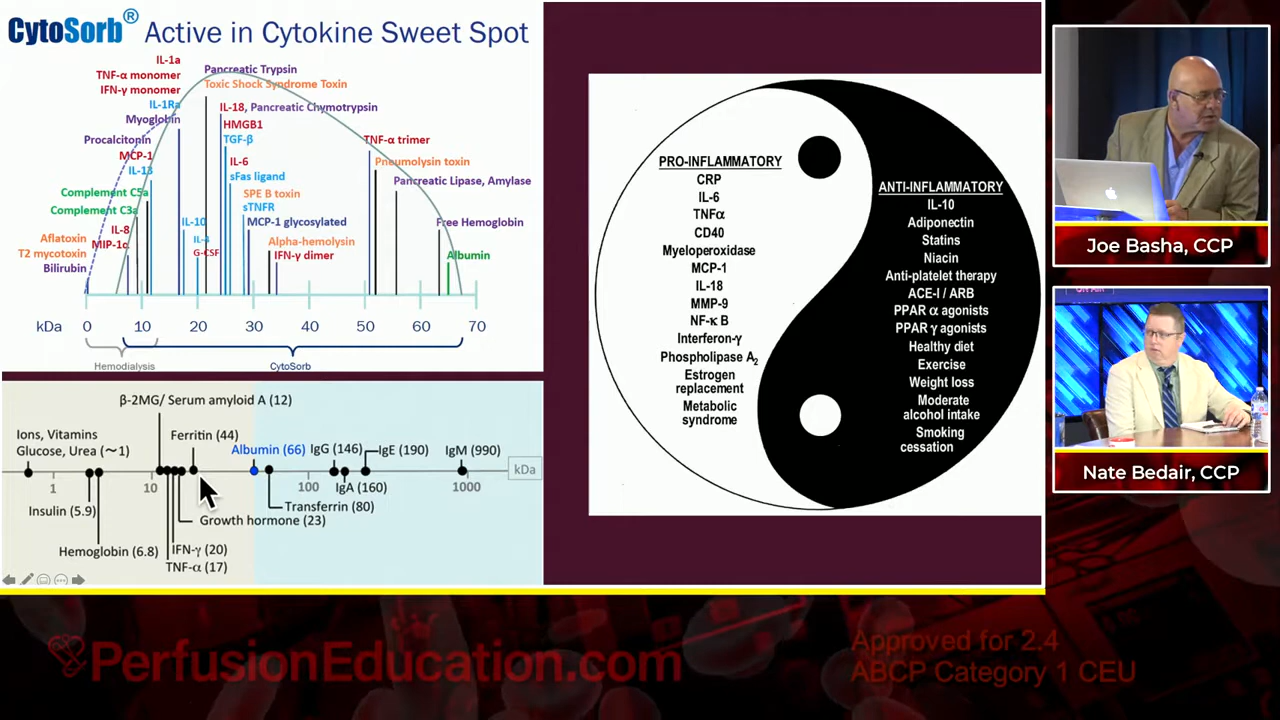 CytoSorb® Active in Cytokine Sweet Spot
IL-1a
TNF-α monomer
IFN-γ monomer
IL-1Ra
Myoglobin
Procalcitonin
MCP-1
IL-13
Complement C5a
Complement C3a
IL-8
Aflatoxin
MIP-1α
T2 mycotoxin
Bilirubin
Pancreatic Trypsin
Toxic Shock Syndrome Toxin
IL-18, Pancreatic Chymotrypsin
HMGB1
TGF-β
IL-6
sFas ligand
SPE B toxin
sTNFR
IL-10
MCP-1 glycosylated
IL-4
G-CSF
Alpha-hemolysin
IFN-γ dimer
TNF-α trimer
Pneumolysin toxin
Pancreatic Lipase, Amylase
Free Hemoglobin
Albumin
kDa 0 10 20 30 40 50 60 70
Hemodialysis
CytoSorb
β-2MG/ Serum amyloid A (12)
Ions, Vitamins
Glucose, Urea (~1)
Ferritin (44)
Albumin (66)
IgG (146)
IgE (190)
IgM (990)
kDa
1 10 100 1000
Insulin (5.9)
IgA (160)
Transferrin (80)
Growth hormone (23)
Hemoglobin (6.8)
IFN-γ (20)
TNF-α (17)
PRO-INFLAMMATORY
CRP
IL-6
TNFα
CD40
Myeloperoxidase
MCP-1
IL-18
MMP-9
NF-κ B
Interferon-γ
Phospholipase A2
Estrogen
replacement
Metabolic
syndrome
ANTI-INFLAMMATORY
IL-10
Adiponectin
Statins
Niacin
Anti-platelet therapy
ACE-I / ARB
PPAR α agonists
PPAR γ agonists
Healthy diet
Exercise
Weight loss
Moderate
alcohol intake
Smoking
cessation
Joe Basha, CCP
Nate Bedair, CCP
PerfusionEducation.com
Approved for 2.4
ABCP Category 1 CEU